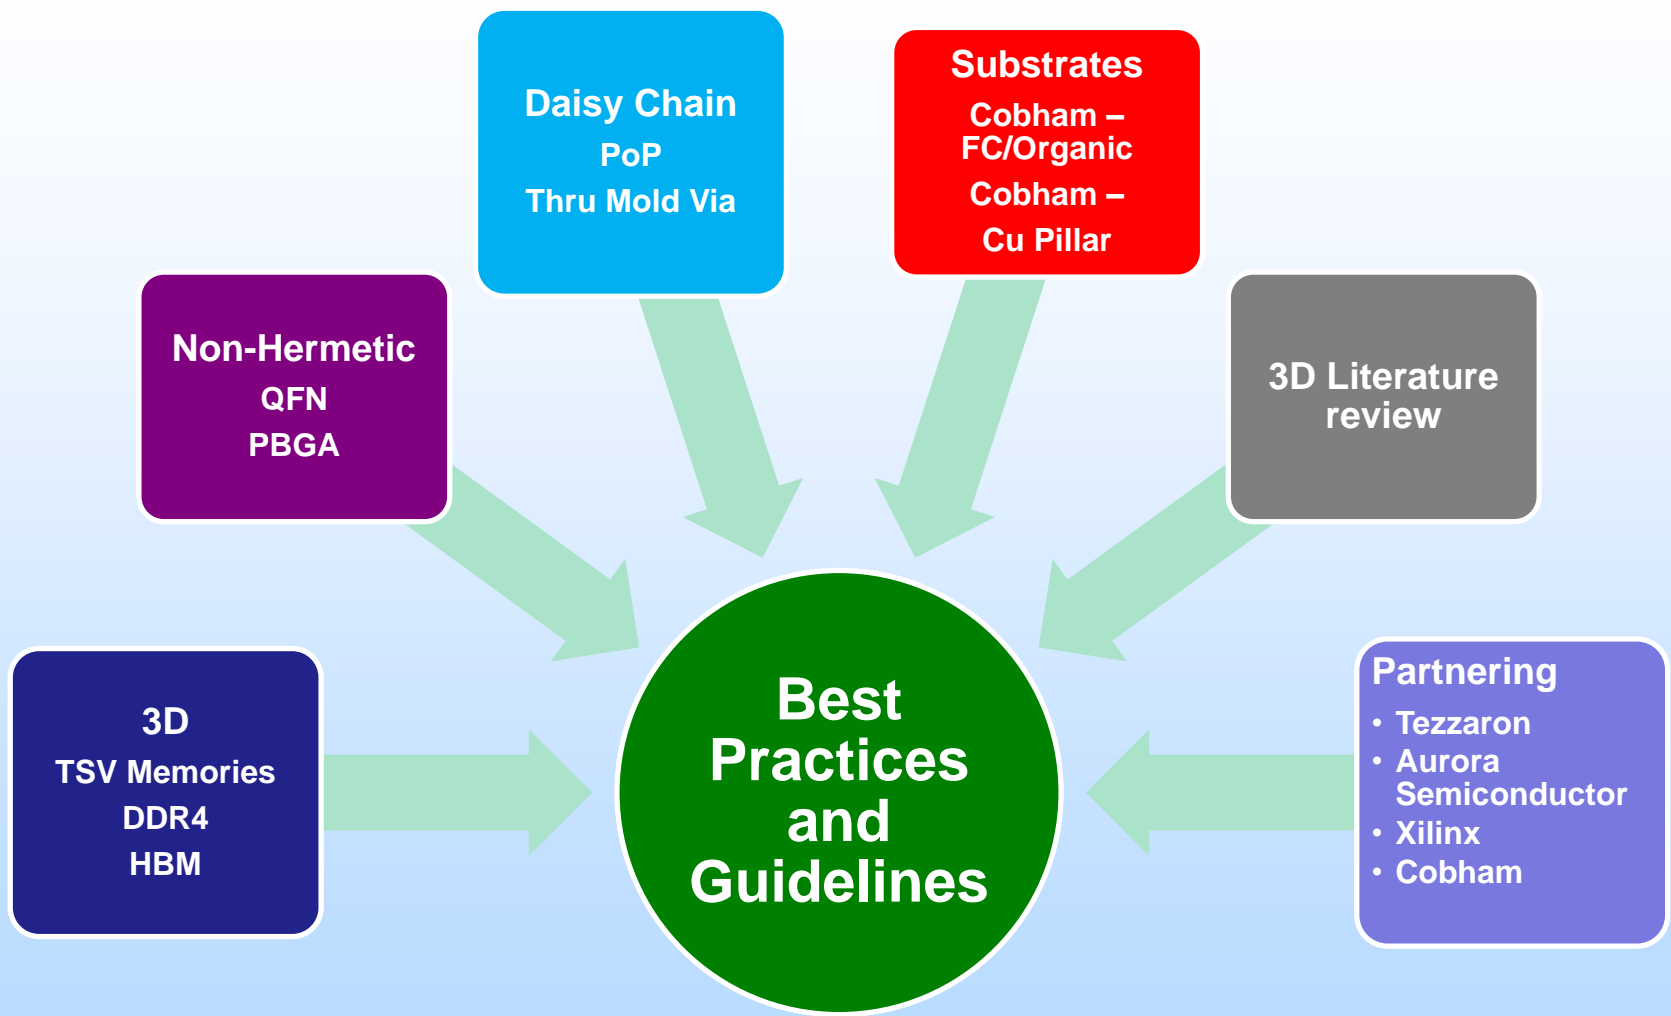 Daisy Chain
PoP
Thru Mold Via
Substrates
Cobham –
FC/Organic
Cobham –
Cu Pillar
Non-Hermetic
QFN
PBGA
3D Literature
review
3D
TSV Memories
DDR4
HBM
Best
Practices
and
Guidelines
Partnering
• Tezzaron
• Aurora
Semiconductor
• Xilinx
• Cobham